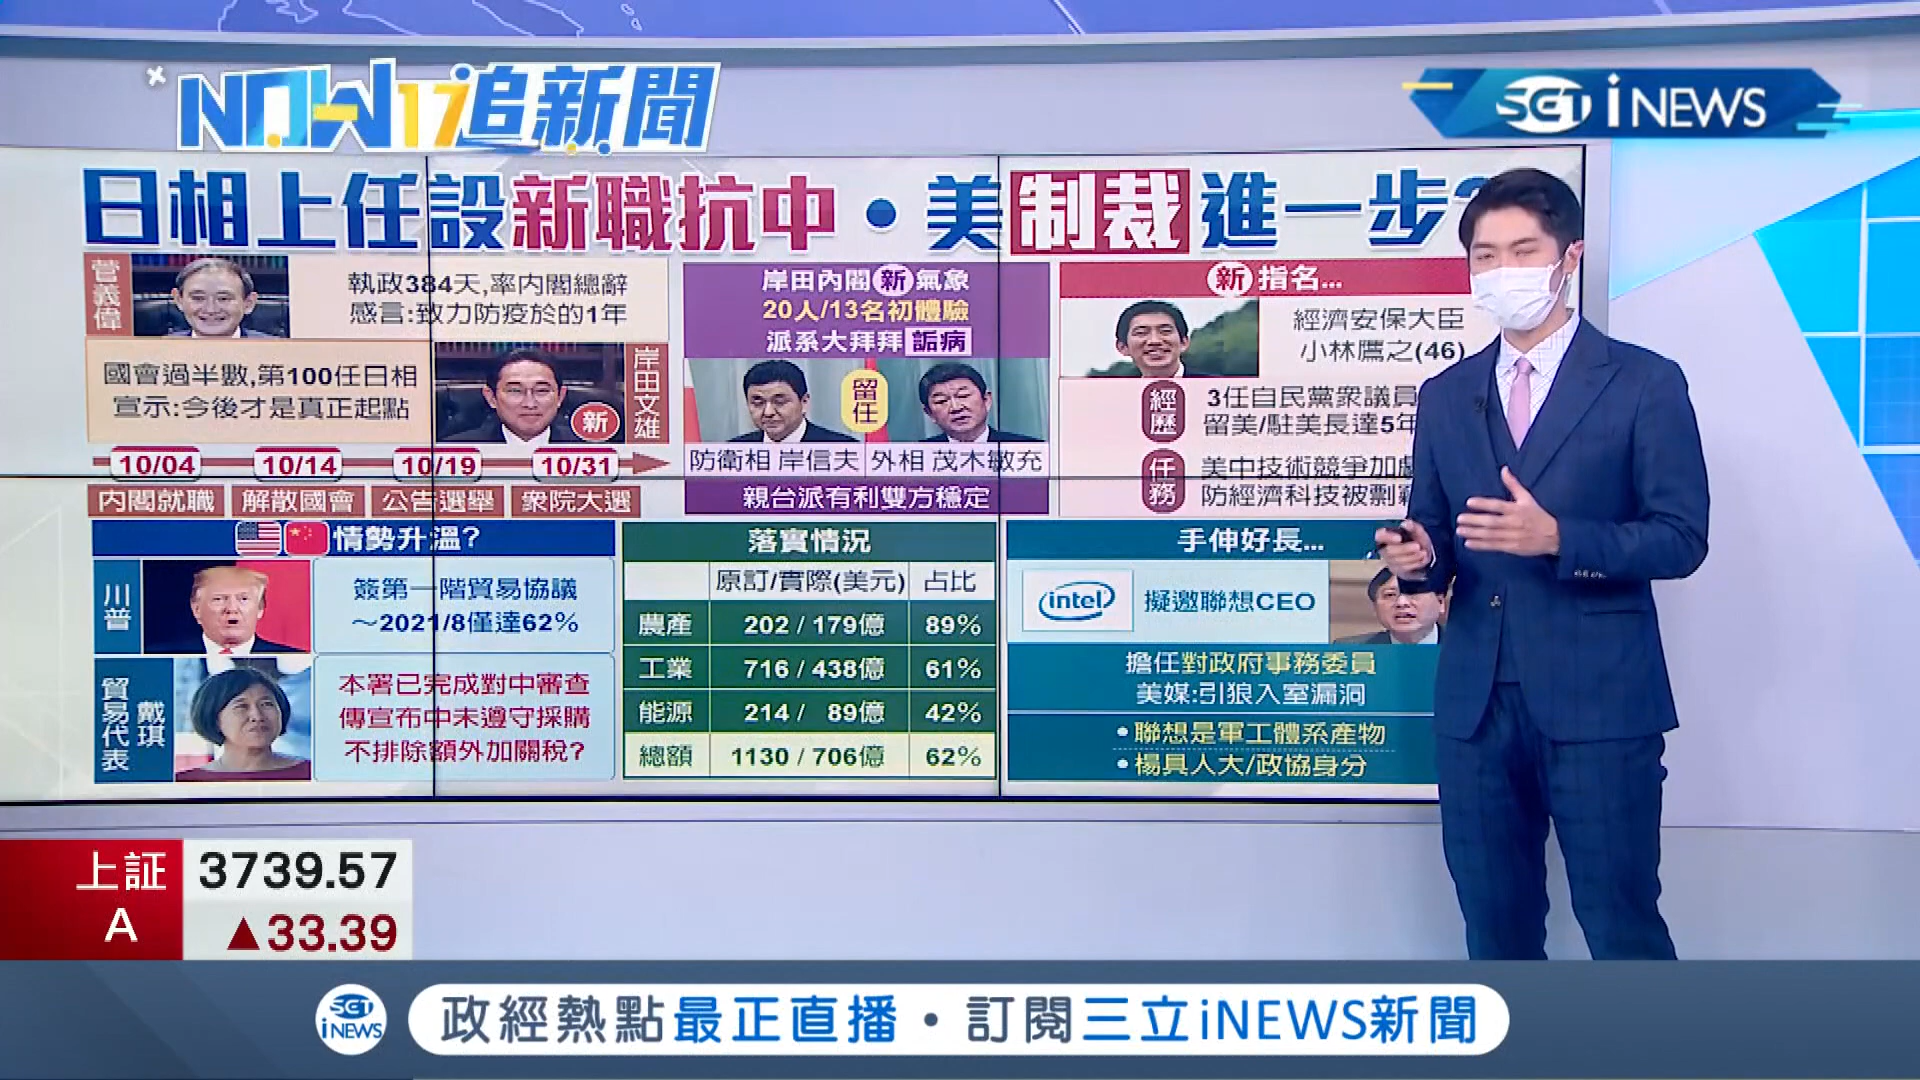 NOW17追新聞
SET iNEWS
日相上任設新職抗中・美制裁進一步?
菅義偉
執政384天,率內閣總辭
感言:致力防疫於的1年
國會過半數,第100任日相
宣示:今後才是真正起點
岸田文雄
新
10/04 10/14 10/19 10/31
內閣就職 解散國會 公告選舉 眾院大選
岸田內閣新氣象
20人/13名初體驗
派系大拜拜 詬病
留任
防衛相 岸信夫 外相 茂木敏充
親台派有利雙方穩定
新指名...
經濟安保大臣
小林鷹之(46)
經歷
3任自民黨眾議員
留美/駐美長達5年
任務
美中技術競爭加劇
防經濟科技被剽竊
情勢升溫?
川普
簽第一階貿易協議
～2021/8僅達62%
貿易代表 戴琪
本署已完成對中審查
傳宣布中未遵守採購
不排除額外加關稅?
落實情況
原訂/實際(美元) 占比
農產 202 / 179億 89%
工業 716 / 438億 61%
能源 214 / 89億 42%
總額 1130 / 706億 62%
手伸好長...
intel 擬邀聯想CEO
擔任對政府事務委員
美媒:引狼入室漏洞
•聯想是軍工體系產物
•楊具人大/政協身分
上証 3739.57
A ▲33.39
SET iNEWS
政經熱點最正直播・訂閱三立iNEWS新聞